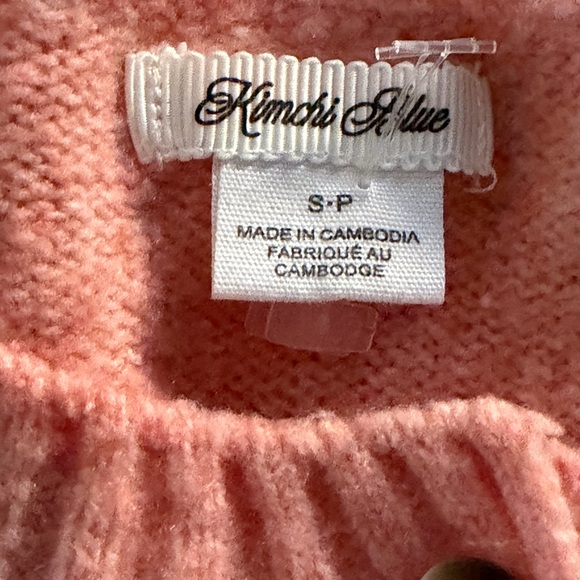 Kimchi Blue
S·P
MADE IN CAMBODIA
FABRIQUÉ AU
CAMBODGE